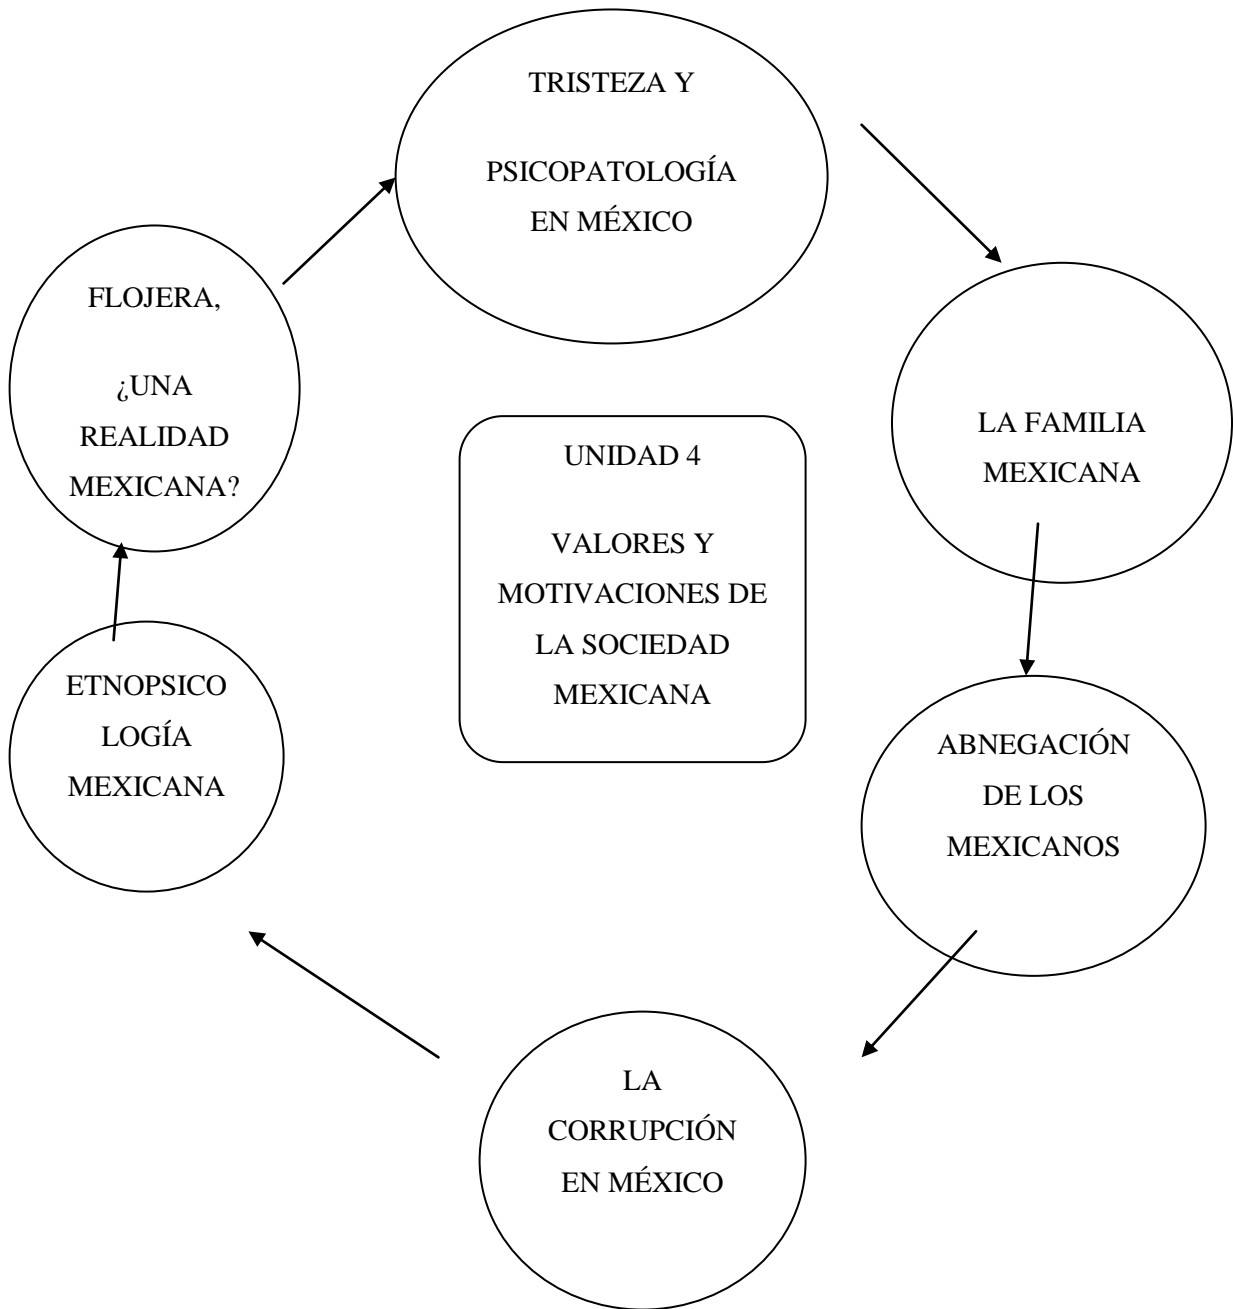 TRISTEZA Y
PSICOPATOLOGÍA
EN MÉXICO
FLOJERA,
¿UNA
REALIDAD
MEXICANA?
LA FAMILIA
MEXICANA
UNIDAD 4
VALORES Y
MOTIVACIONES DE
LA SOCIEDAD
MEXICANA
ETNOPSICO
LOGÍA
MEXICANA
ABNEGACIÓN
DE LOS
MEXICANOS
LA
CORRUPCIÓN
EN MÉXICO